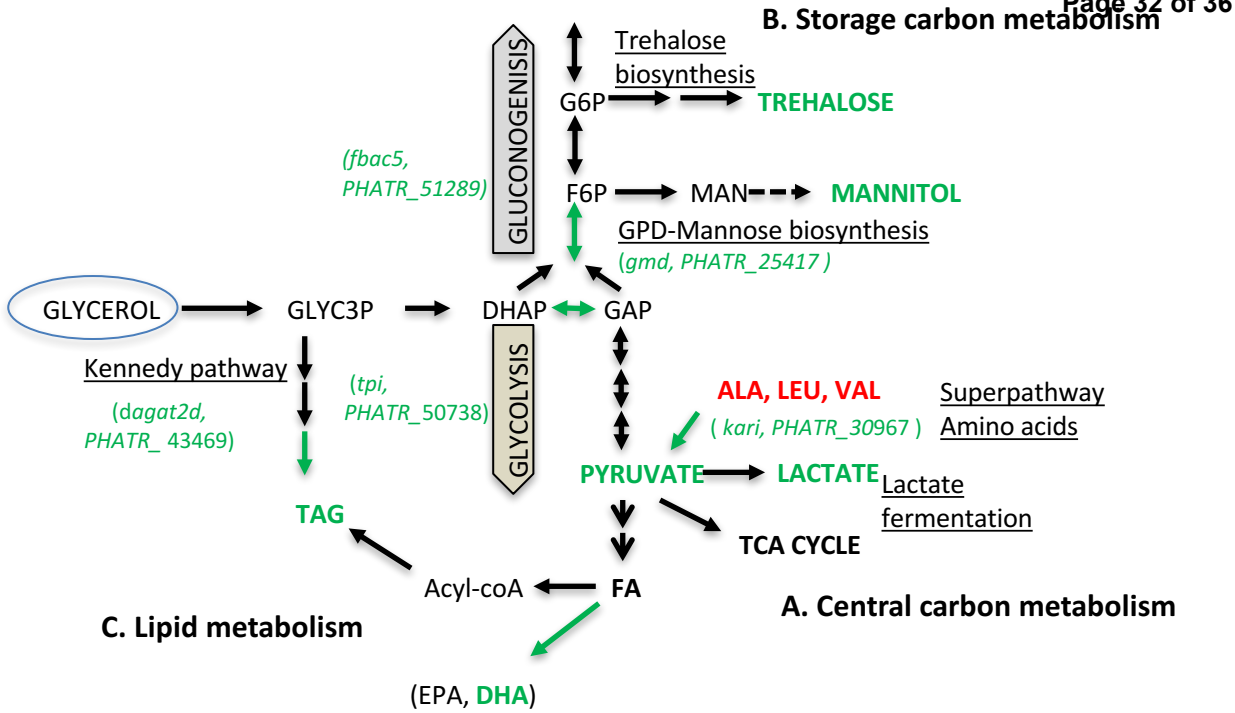 Page 32 of 36
B. Storage carbon metabolism
GLUCONOGENISIS
Trehalose
biosynthesis
G6P
TREHALOSE
(fbac5,
PHATR_51289)
F6P
MAN
MANNITOL
GPD-Mannose biosynthesis
(gmd, PHATR_25417 )
GLYCEROL
GLYC3P
DHAP
GAP
Kennedy pathway
(dagat2d,
PHATR_ 43469)
(tpi,
PHATR_50738)
GLYCOLYSIS
ALA, LEU, VAL
( kari, PHATR_30967 )
Superpathway
Amino acids
PYRUVATE
LACTATE
Lactate
fermentation
TAG
TCA CYCLE
Acyl-coA
FA
A. Central carbon metabolism
C. Lipid metabolism
(EPA, DHA)